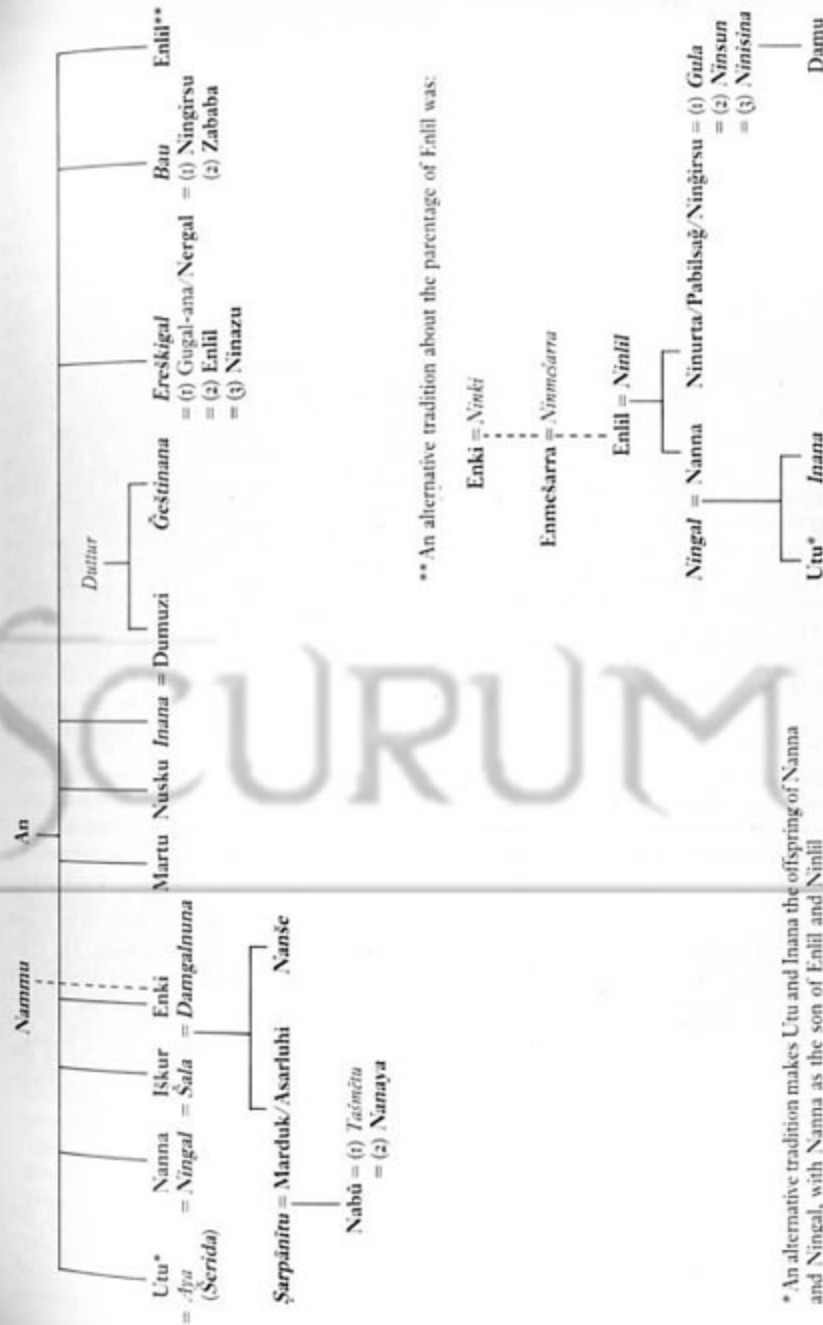 Nammu An
Utu* Nanna Iškur Enki Martu Nusku Inana = Dumuzi Ĝeštinana Ereškigal Bau Enlil**
Duttur
= Aya = Ningal = Šala = Damgalnuna = (1) Gugal-ana/Nergal = (1) Ningirsu
(Šerida) = (2) Enlil (2) Zababa
= (3) Ninazu
Ṣarpānītu = Marduk/Asarluhi Nanše
Nabû = (1) Tašmētu
= (2) Nanaya
** An alternative tradition about the parentage of Enlil was:
Enki = Ninki
Enmešarra = Ninmešarra
Enlil = Ninlil
Ningal = Nanna Ninurta/Pabilsaĝ/Ninĝirsu = (1) Gula
= (2) Ninsun
= (3) Ninisina
Utu* Inana Damu
* An alternative tradition makes Utu and Inana the offspring of Nanna
and Ningal, with Nanna as the son of Enlil and Ninlil
SCURUM